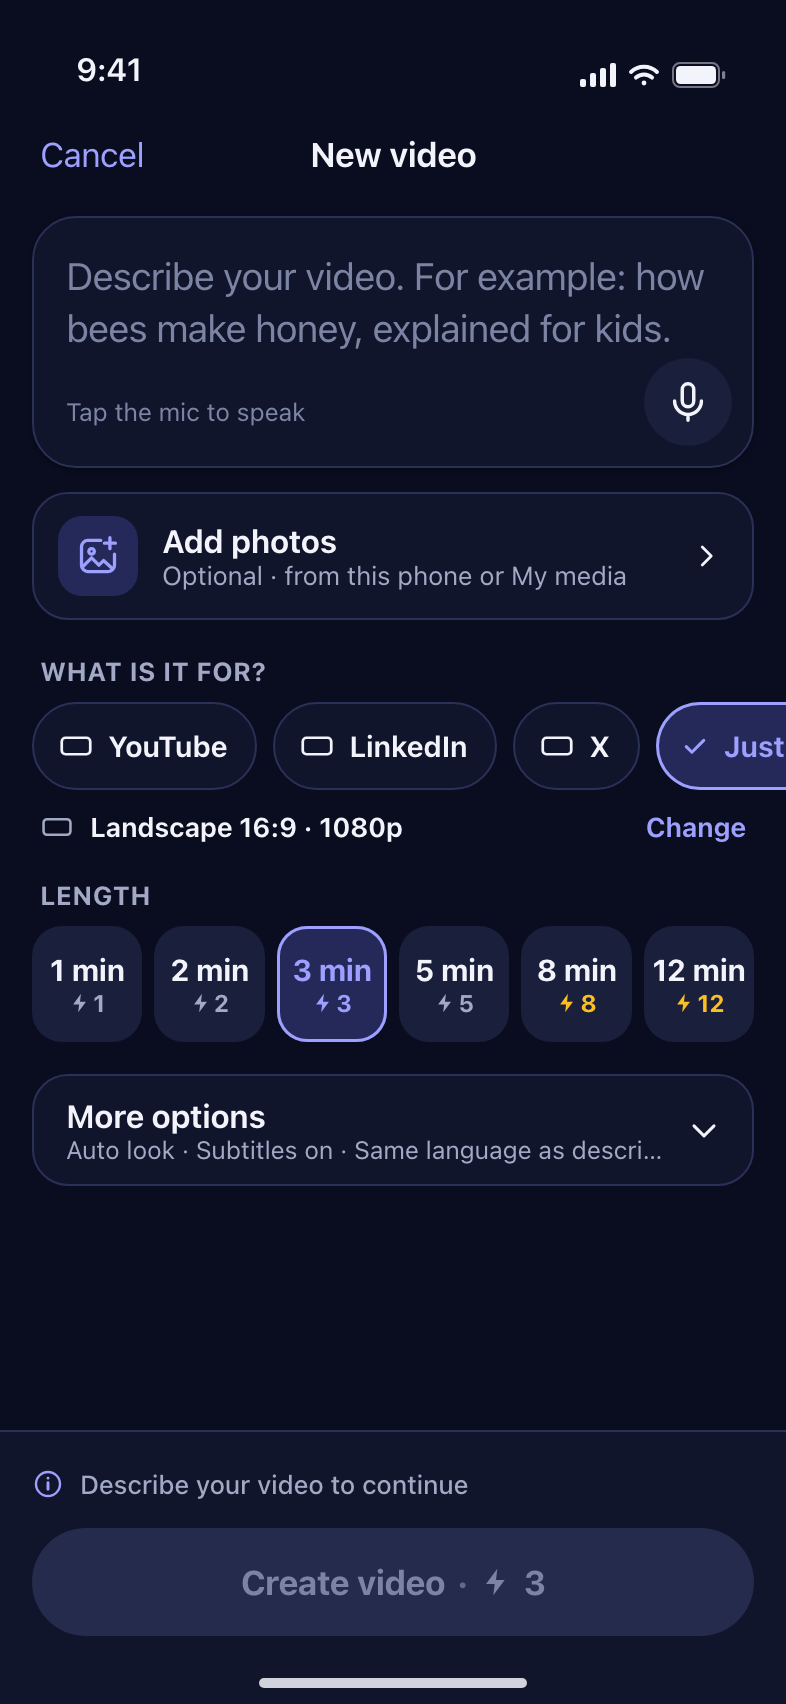 9:41
Cancel
New video
Describe your video. For example: how
bees make honey, explained for kids.
Tap the mic to speak
Add photos
Optional · from this phone or My media
WHAT IS IT FOR?
YouTube
LinkedIn
X
Just
Landscape 16:9 · 1080p
Change
LENGTH
1 min
1
2 min
2
3 min
3
5 min
5
8 min
8
12 min
12
More options
Auto look · Subtitles on · Same language as descri...
Describe your video to continue
Create video · 3